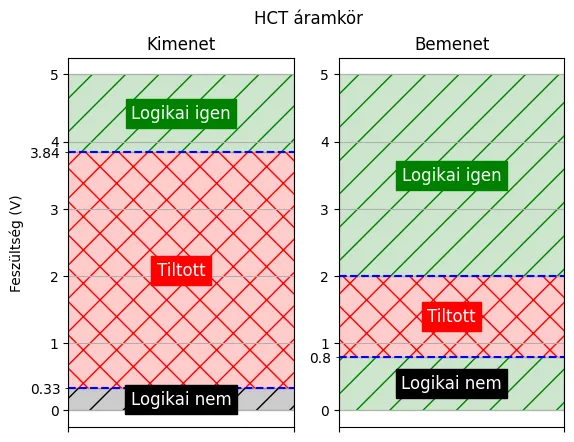 HCT áramkör
Kimenet
Bemenet
Feszültség (V)
5
4
3.84
3
2
1
0.33
0
Logikai igen
Tiltott
Logikai nem
5
4
3
2
1
0.8
0
Logikai igen
Tiltott
Logikai nem